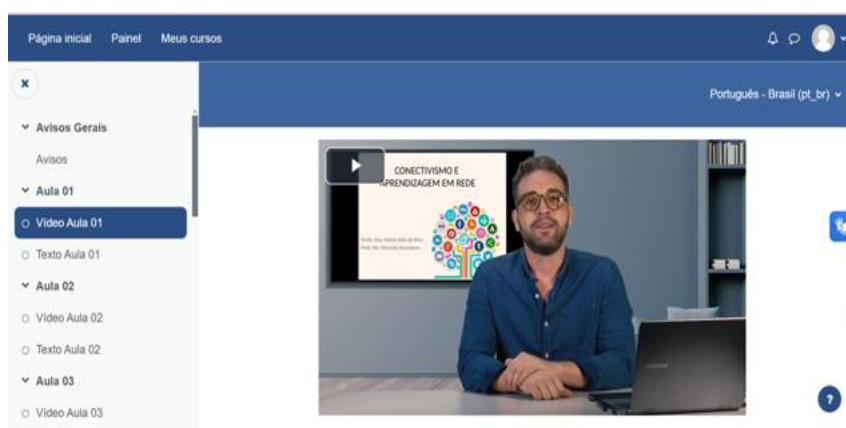 Página inicial Painel Meus cursos
Português - Brasil (pt_br)
Avisos Gerais
Avisos
Aula 01
Vídeo Aula 01
Texto Aula 01
Aula 02
Vídeo Aula 02
Texto Aula 02
Aula 03
Vídeo Aula 03
CONECTIVISMO E
APRENDIZAGEM EM REDE
?